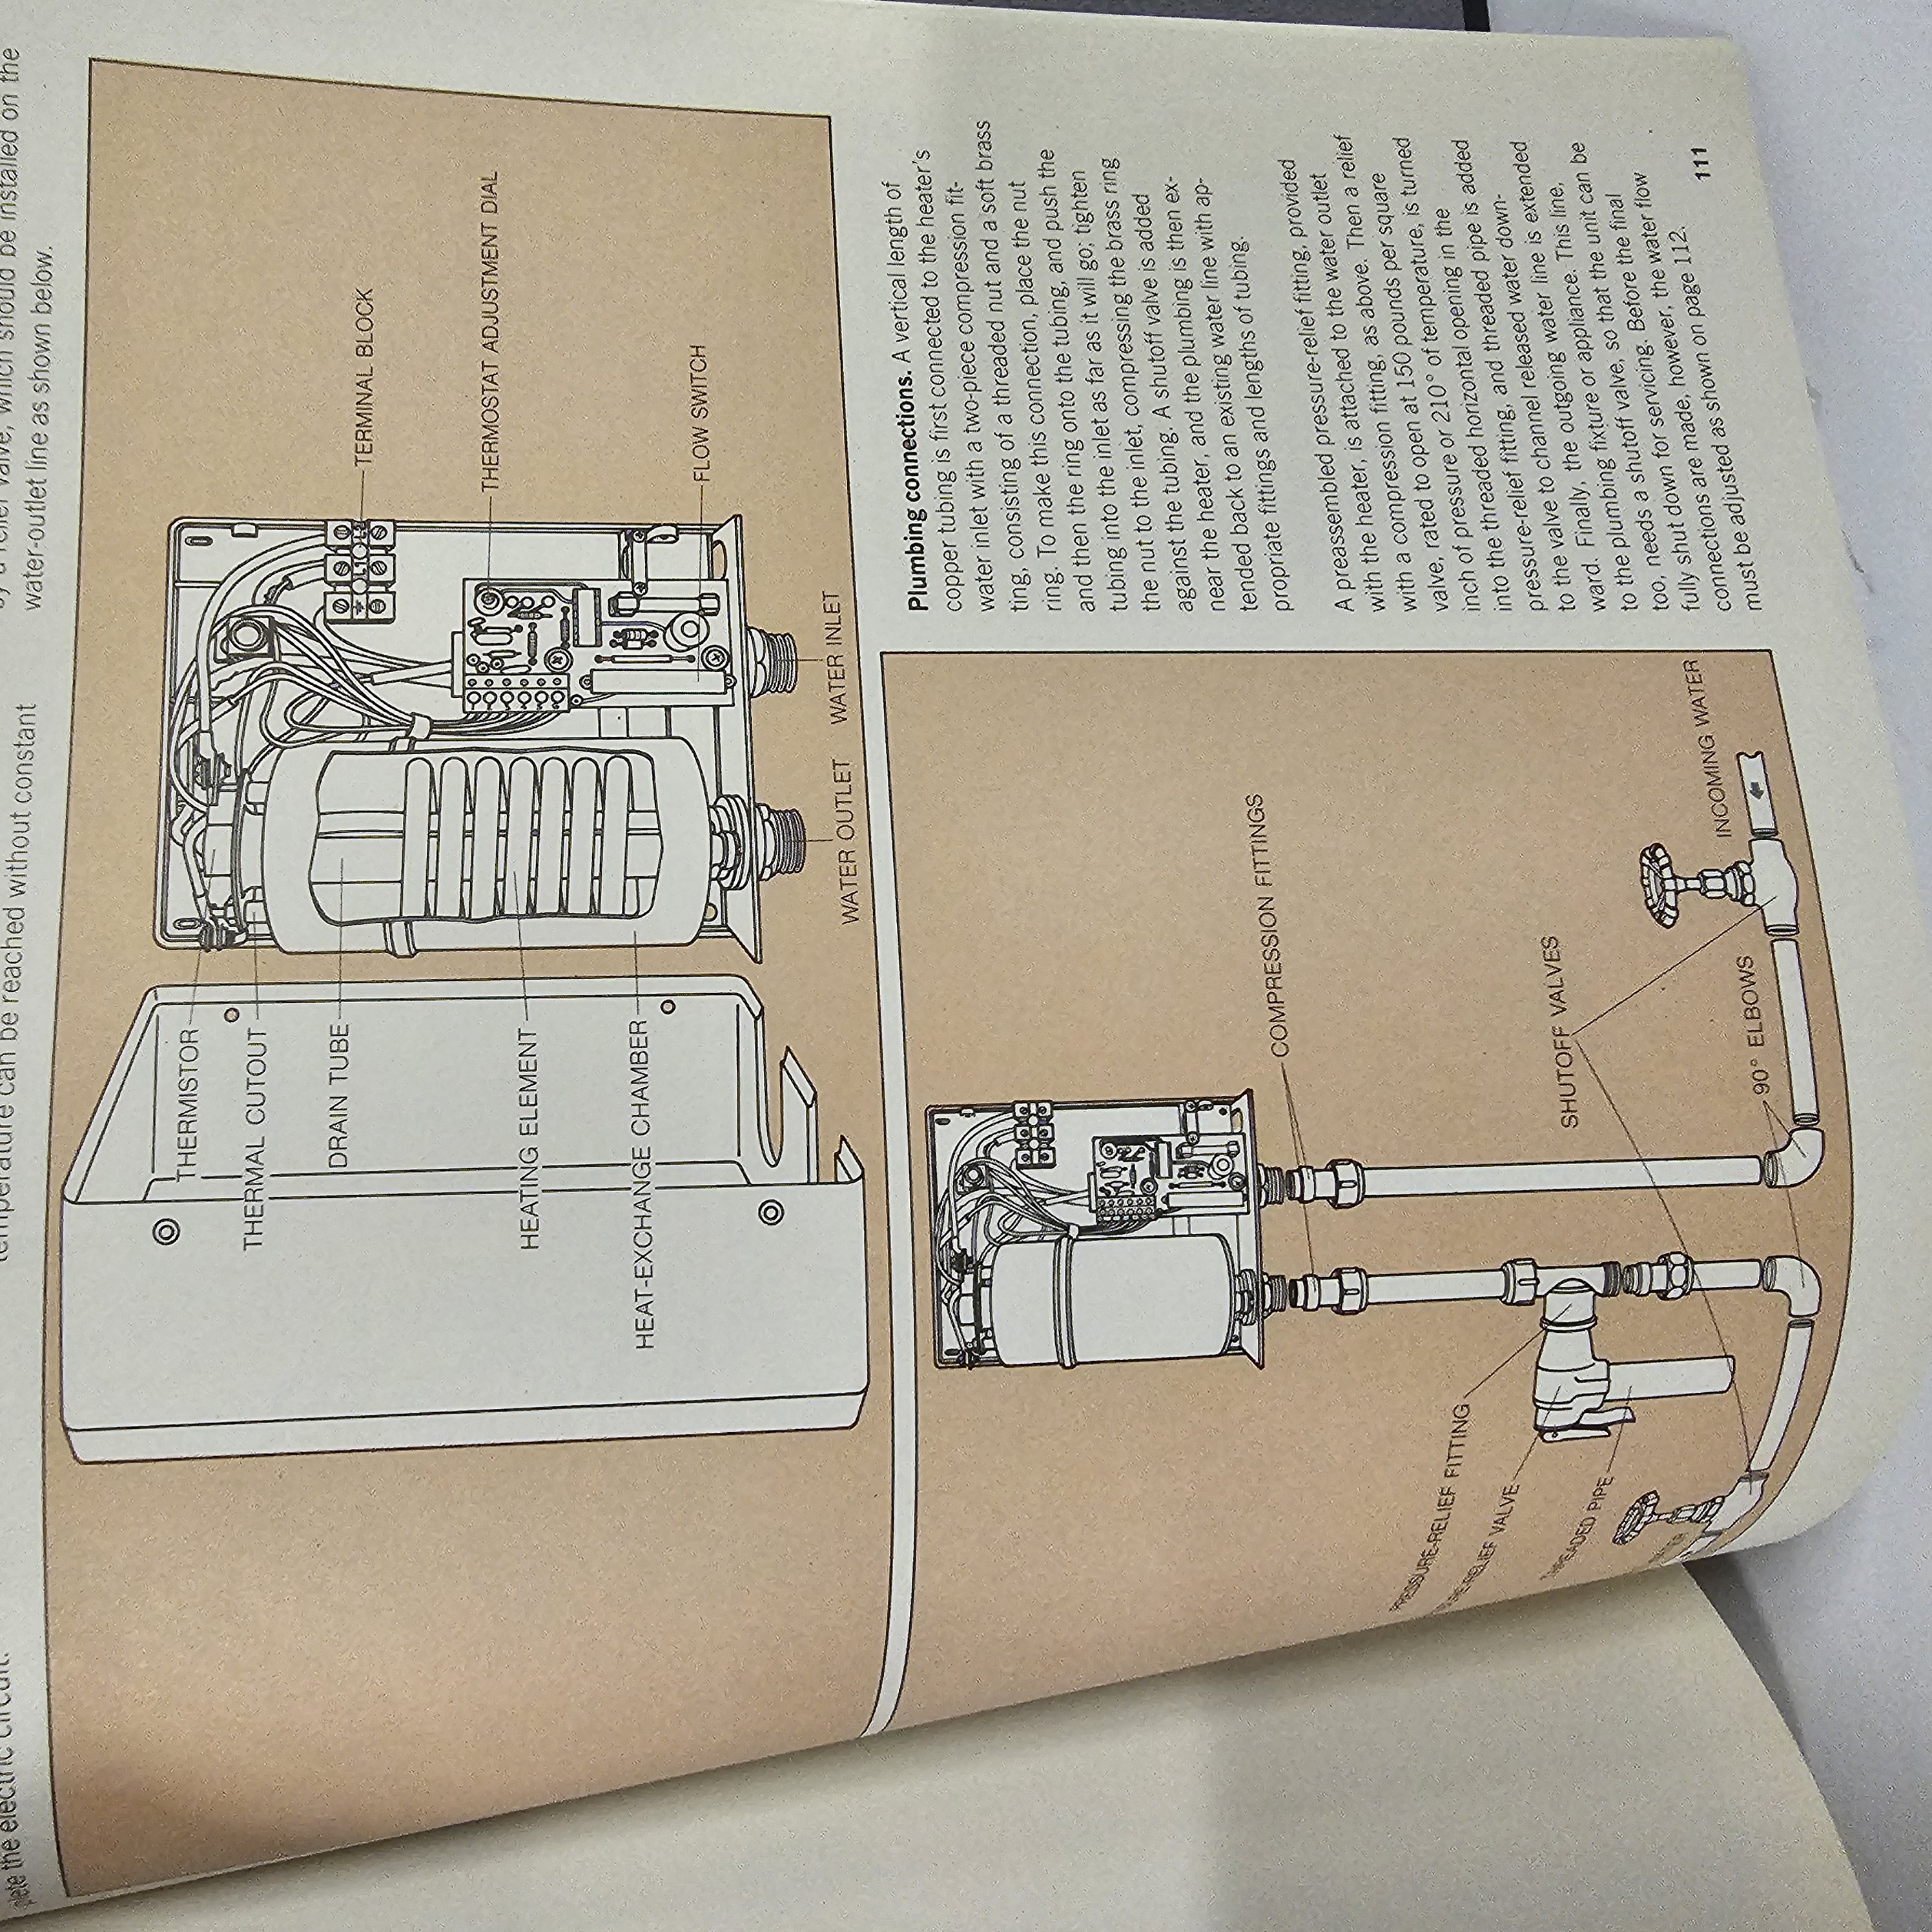 the electric circuit.
temperature can be reached without constant
by a relief valve, which should be installed on the
water-outlet line as shown below.
THERMISTOR
THERMAL CUTOUT
DRAIN TUBE
HEATING ELEMENT
HEAT-EXCHANGE CHAMBER
L1
L2
TERMINAL BLOCK
THERMOSTAT ADJUSTMENT DIAL
FLOW SWITCH
WATER OUTLET
WATER INLET
COMPRESSION FITTINGS
PRESSURE-RELIEF FITTING
RELIEF VALVE
THREADED PIPE
SHUTOFF VALVES
90° ELBOWS
INCOMING WATER
Plumbing connections. A vertical length of
copper tubing is first connected to the heater's
water inlet with a two-piece compression fit-
ting, consisting of a threaded nut and a soft brass
ring. To make this connection, place the nut
and then the ring onto the tubing, and push the
tubing into the inlet as far as it will go; tighten
the nut to the inlet, compressing the brass ring
against the tubing. A shutoff valve is added
near the heater, and the plumbing is then ex-
tended back to an existing water line with ap-
propriate fittings and lengths of tubing.
A preassembled pressure-relief fitting, provided
with the heater, is attached to the water outlet
with a compression fitting, as above. Then a relief
valve, rated to open at 150 pounds per square
inch of pressure or 210° of temperature, is turned
into the threaded horizontal opening in the
pressure-relief fitting, and threaded pipe is added
to the valve to channel released water down-
ward. Finally, the outgoing water line is extended
to the plumbing fixture or appliance. This line,
too, needs a shutoff valve, so that the unit can be
fully shut down for servicing. Before the final
connections are made, however, the water flow
must be adjusted as shown on page 112.
111